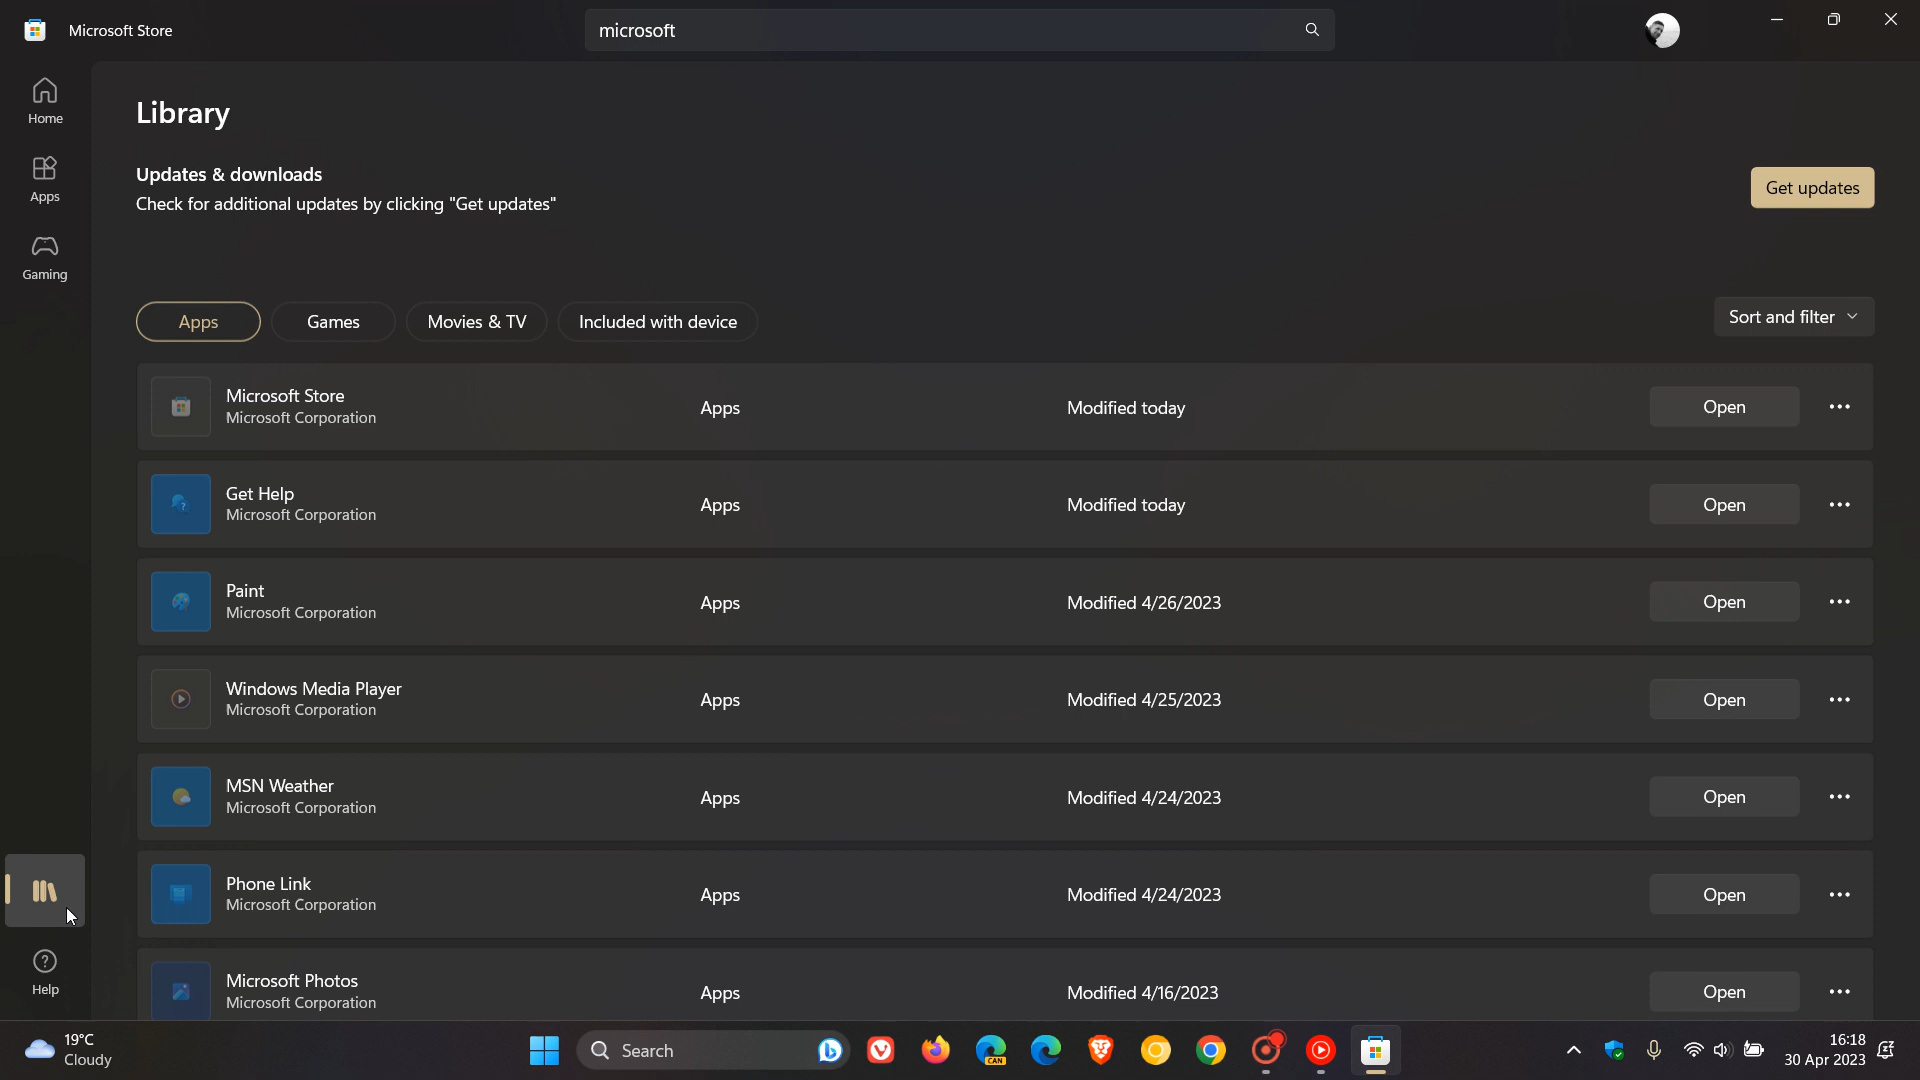 Microsoft Store
microsoft
Home
Apps
Gaming
Library
Updates & downloads
Check for additional updates by clicking "Get updates"
Get updates
Apps
Games
Movies & TV
Included with device
Sort and filter
Microsoft Store
Microsoft Corporation
Apps
Modified today
Open
Get Help
Microsoft Corporation
Apps
Modified today
Open
Paint
Microsoft Corporation
Apps
Modified 4/26/2023
Open
Windows Media Player
Microsoft Corporation
Apps
Modified 4/25/2023
Open
MSN Weather
Microsoft Corporation
Apps
Modified 4/24/2023
Open
Phone Link
Microsoft Corporation
Apps
Modified 4/24/2023
Open
Microsoft Photos
Microsoft Corporation
Apps
Modified 4/16/2023
Open
Help
19°C
Cloudy
Search
CAN
16:18
30 Apr 2023